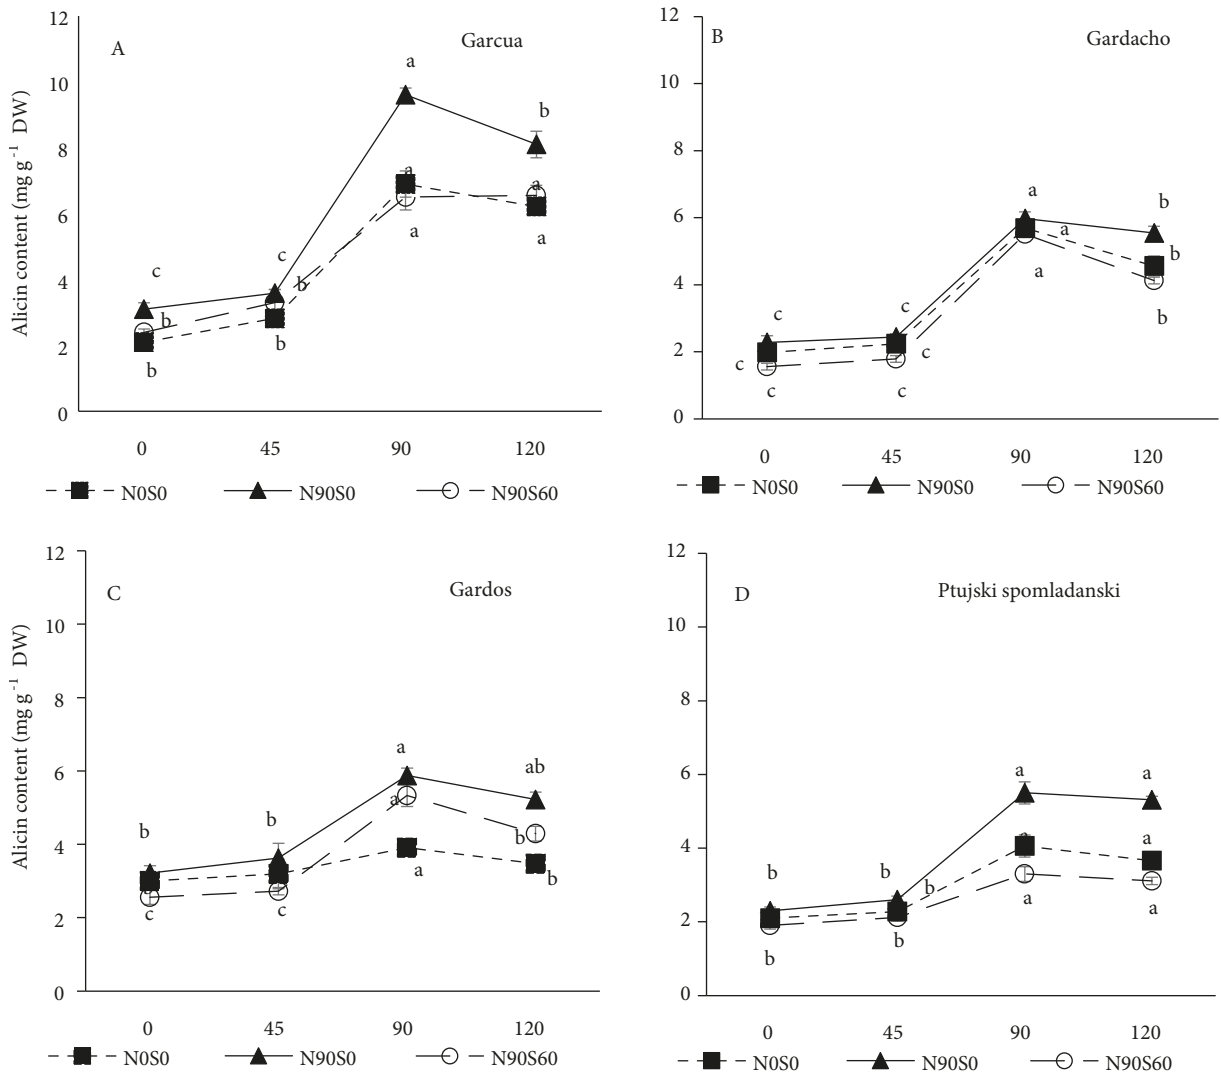 12
A
Garcua
a
10
b
8
a
a
6
a
a
c
c
4
b
b
2
b
b
0
Alicin content (mg g⁻¹ DW)
0
45
90
120
N0S0
N90S0
N90S60
12
B
Gardacho
10
8
a
b
6
a
b
4
a
c
c
b
2
c
c
c
c
0
0
45
90
120
N0S0
N90S0
N90S60
12
C
Gardos
10
8
a
ab
6
b
b
a
b
4
a
b
c
c
2
0
Alicin content (mg g⁻¹ DW)
0
45
90
120
N0S0
N90S0
N90S60
12
D
Ptujski spomladanski
10
8
a
a
6
a
a
4
b
b
b
a
a
2
b
b
0
0
45
90
120
N0S0
N90S0
N90S60